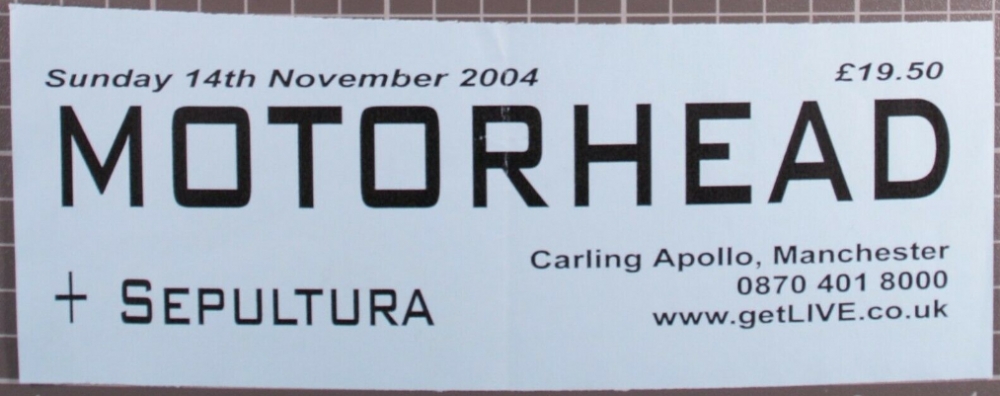 Sunday 14th November 2004 £19.50
MOTORHEAD
+ SEPULTURA
Carling Apollo, Manchester
0870 401 8000
www.getLIVE.co.uk